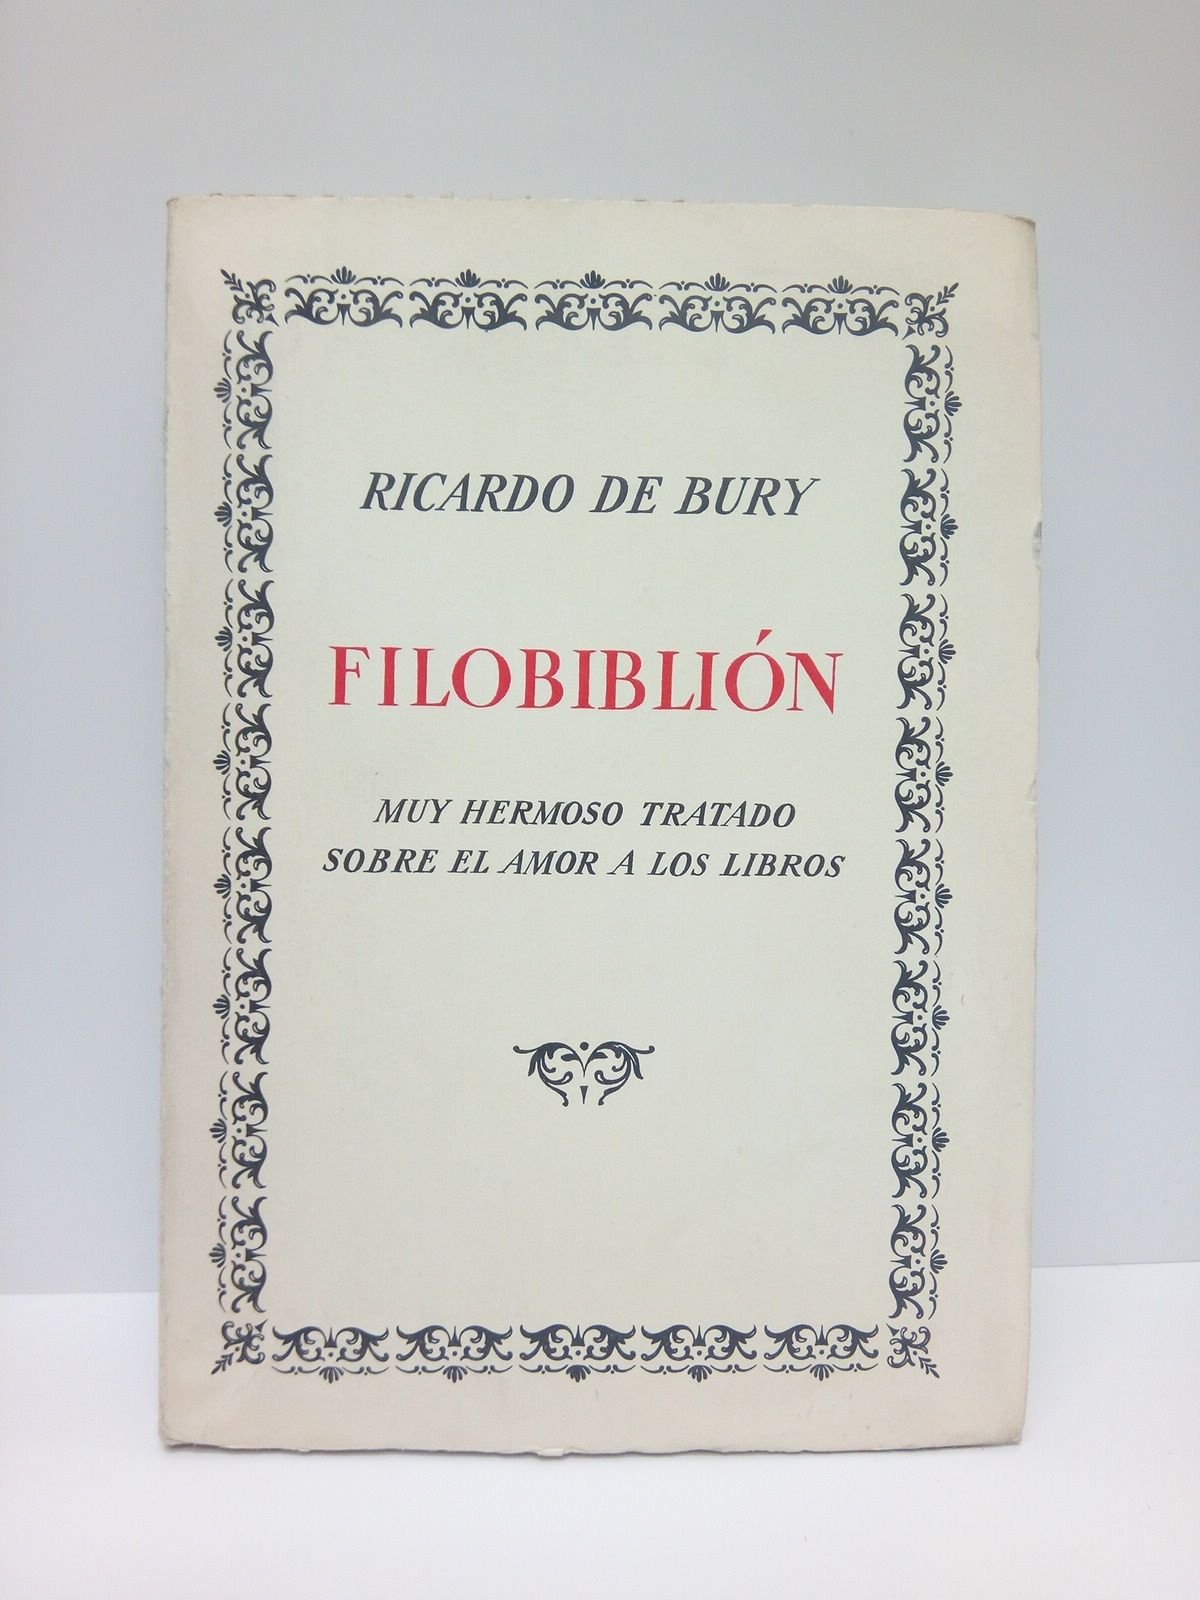 RICARDO DE BURY
FILOBIBLIÓN
MUY HERMOSO TRATADO
SOBRE EL AMOR A LOS LIBROS